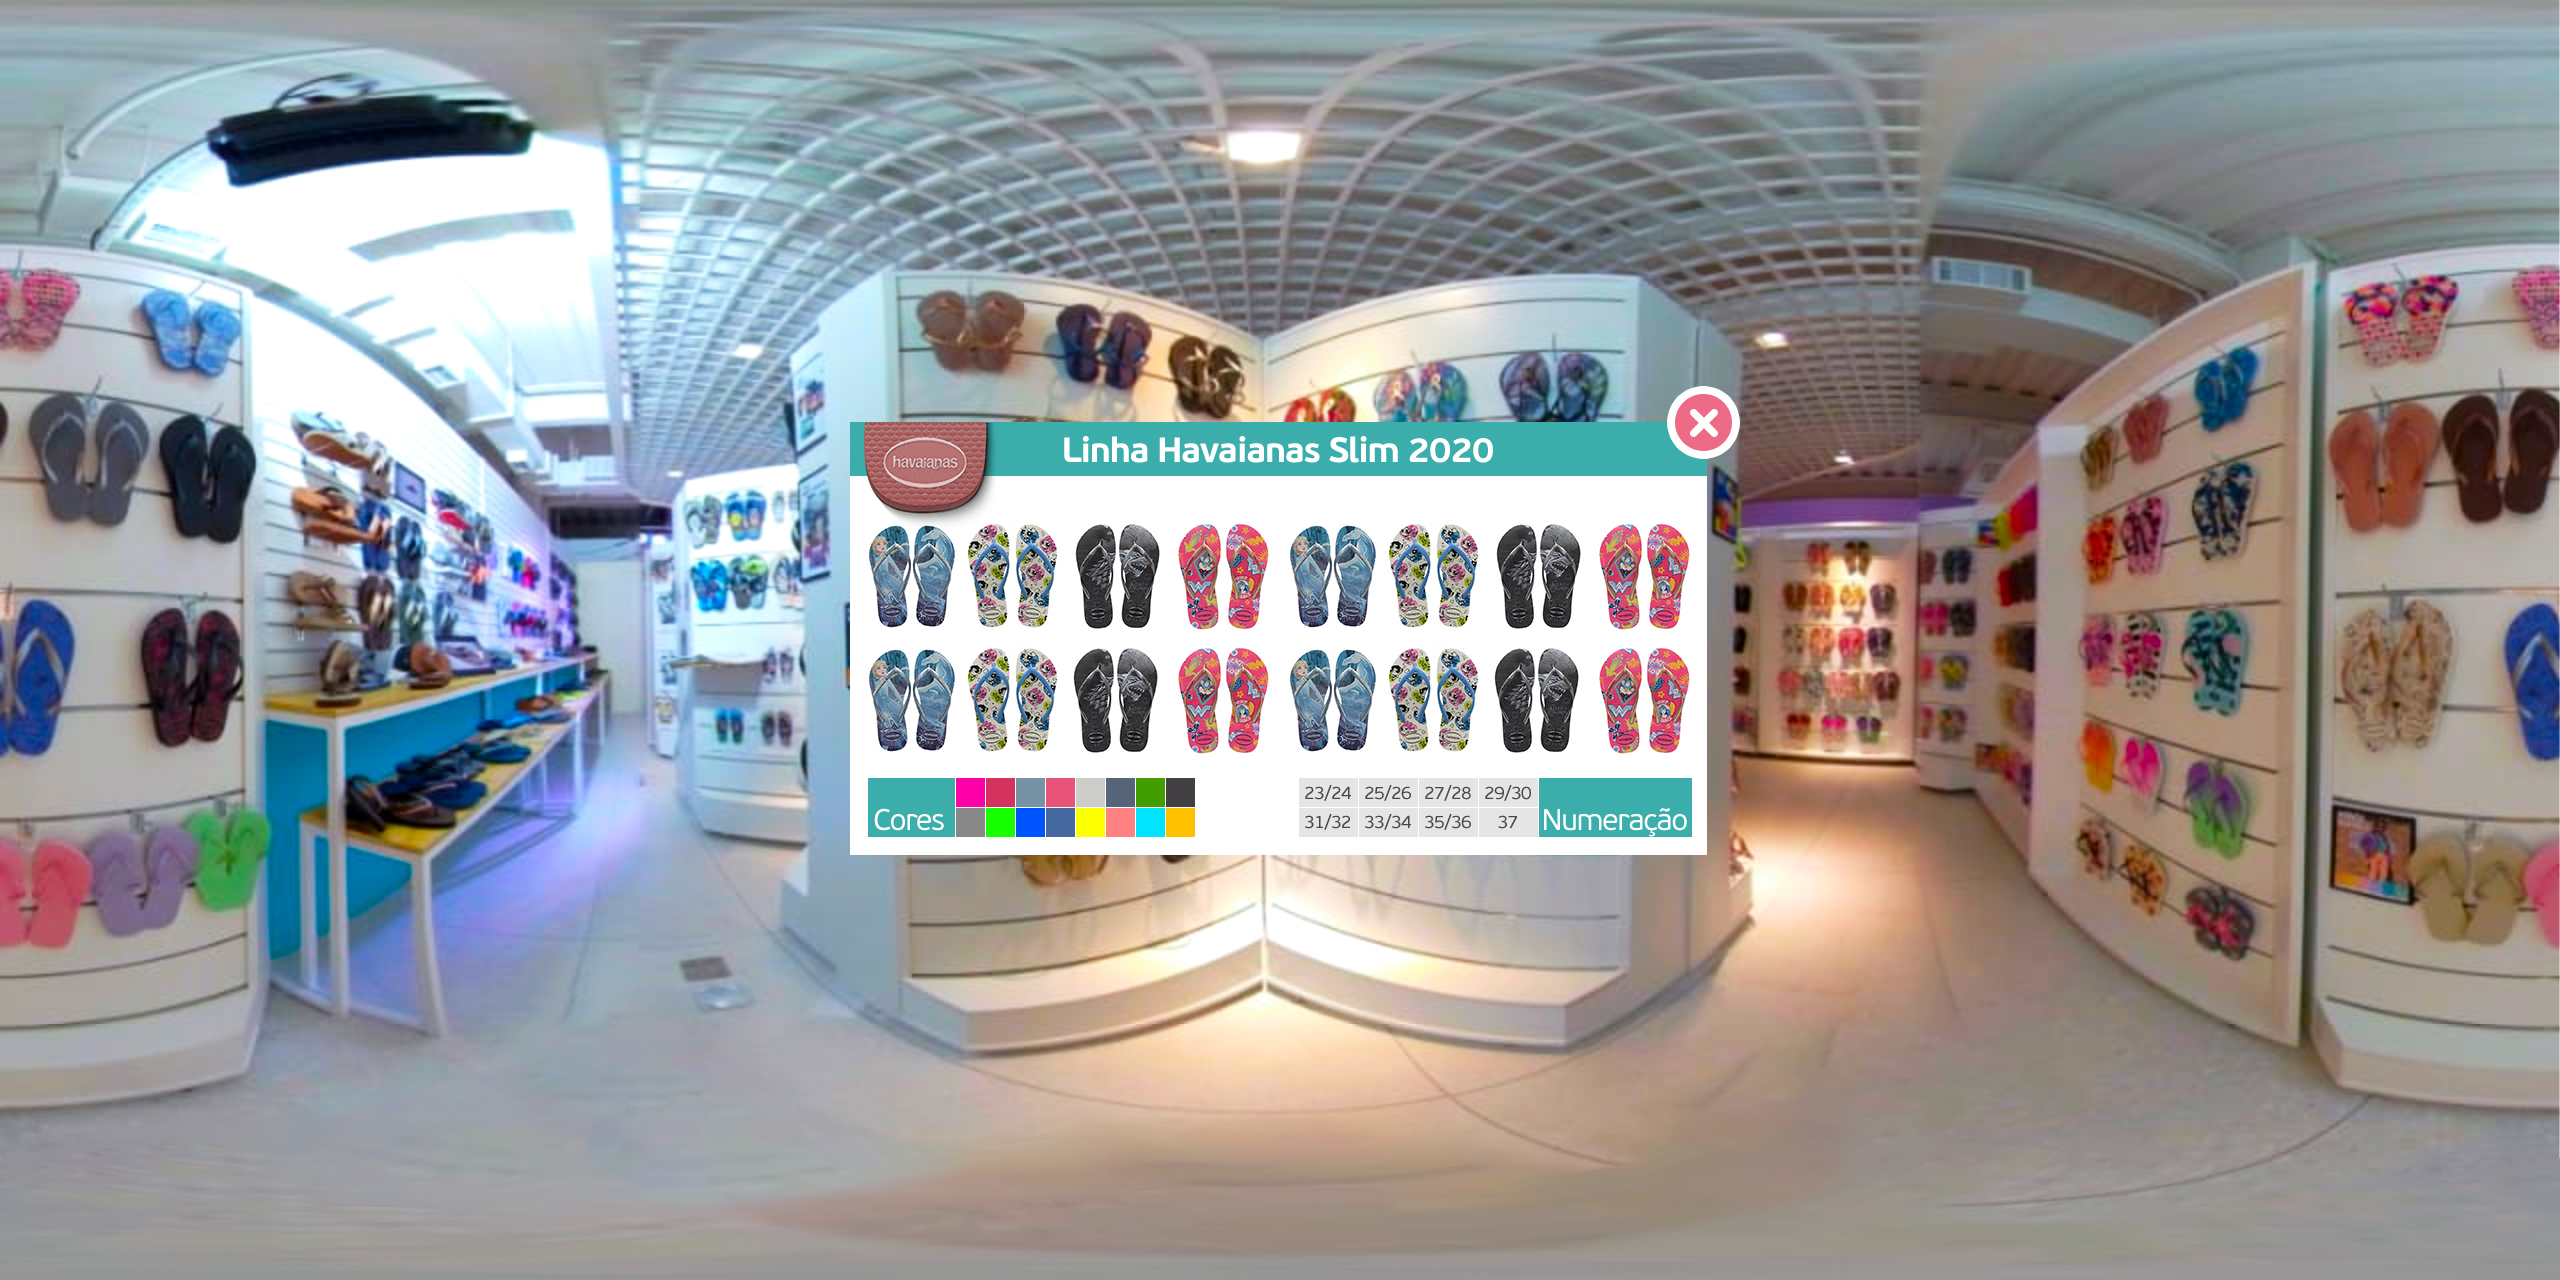 Linha Havaianas Slim 2020
havaianas
Cores
23/24 25/26 27/28 29/30
31/32 33/34 35/36 37
Numeração